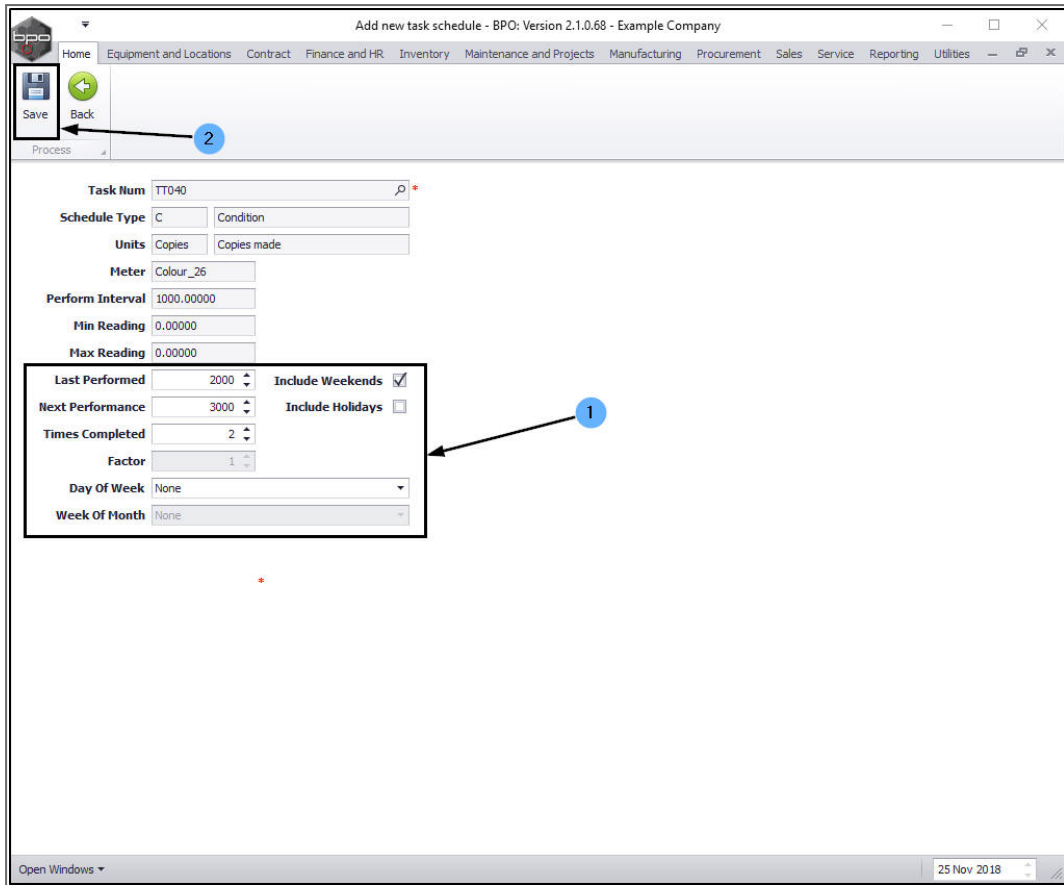 Add new task schedule - BPO: Version 2.1.0.68 - Example Company
bpo
Home Equipment and Locations Contract Finance and HR Inventory Maintenance and Projects Manufacturing Procurement Sales Service Reporting Utilities
Save Back
2
Process
Task Num TT040 *
Schedule Type C Condition
Units Copies Copies made
Meter Colour_26
Perform Interval 1000.00000
Min Reading 0.00000
Max Reading 0.00000
Last Performed 2000 Include Weekends
Next Performance 3000 Include Holidays
1
Times Completed 2
Factor 1
Day Of Week None
Week Of Month None
*
Open Windows 25 Nov 2018